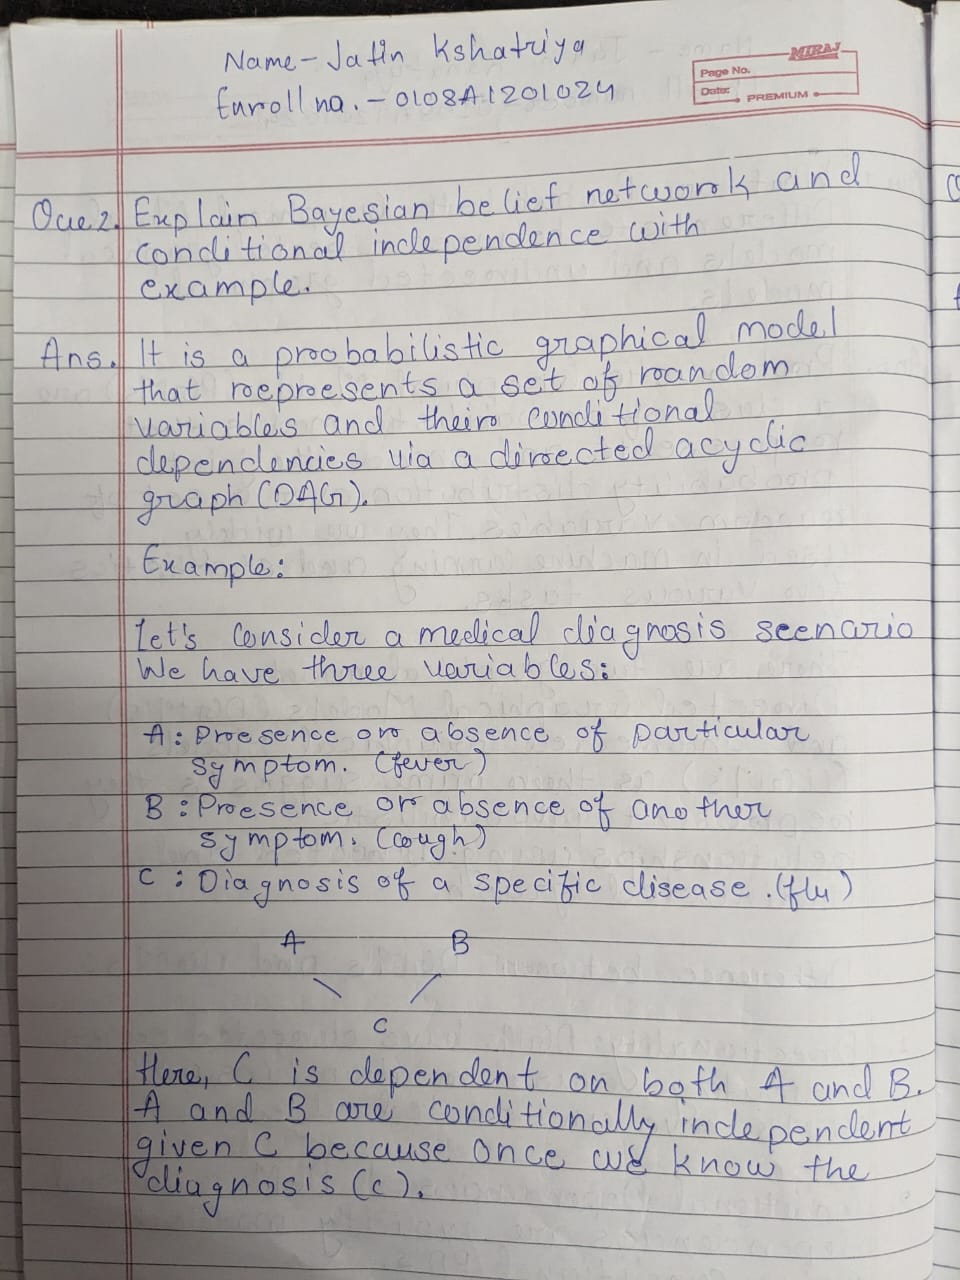 Name- Jatin Kshatriya
Enroll no. - 0108AI201024
MIRAJ
Page No.
Date:
PREMIUM
Que 2. Explain Bayesian belief network and
conditional independence with
example.
Ans. It is a probabilistic graphical model
that represents a set of random
variables and their conditional
dependencies via a directed acyclic
graph (DAG).
Example:
Let's consider a medical diagnosis scenario
We have three variables:
A : Presence or absence of particular
symptom. (fever)
B : Presence or absence of another
symptom. (cough)
C : Diagnosis of a specific disease. (flu)
A B
C
Here, C is dependent on both A and B.
A and B are conditionally independent
given C because once we know the
diagnosis (c).